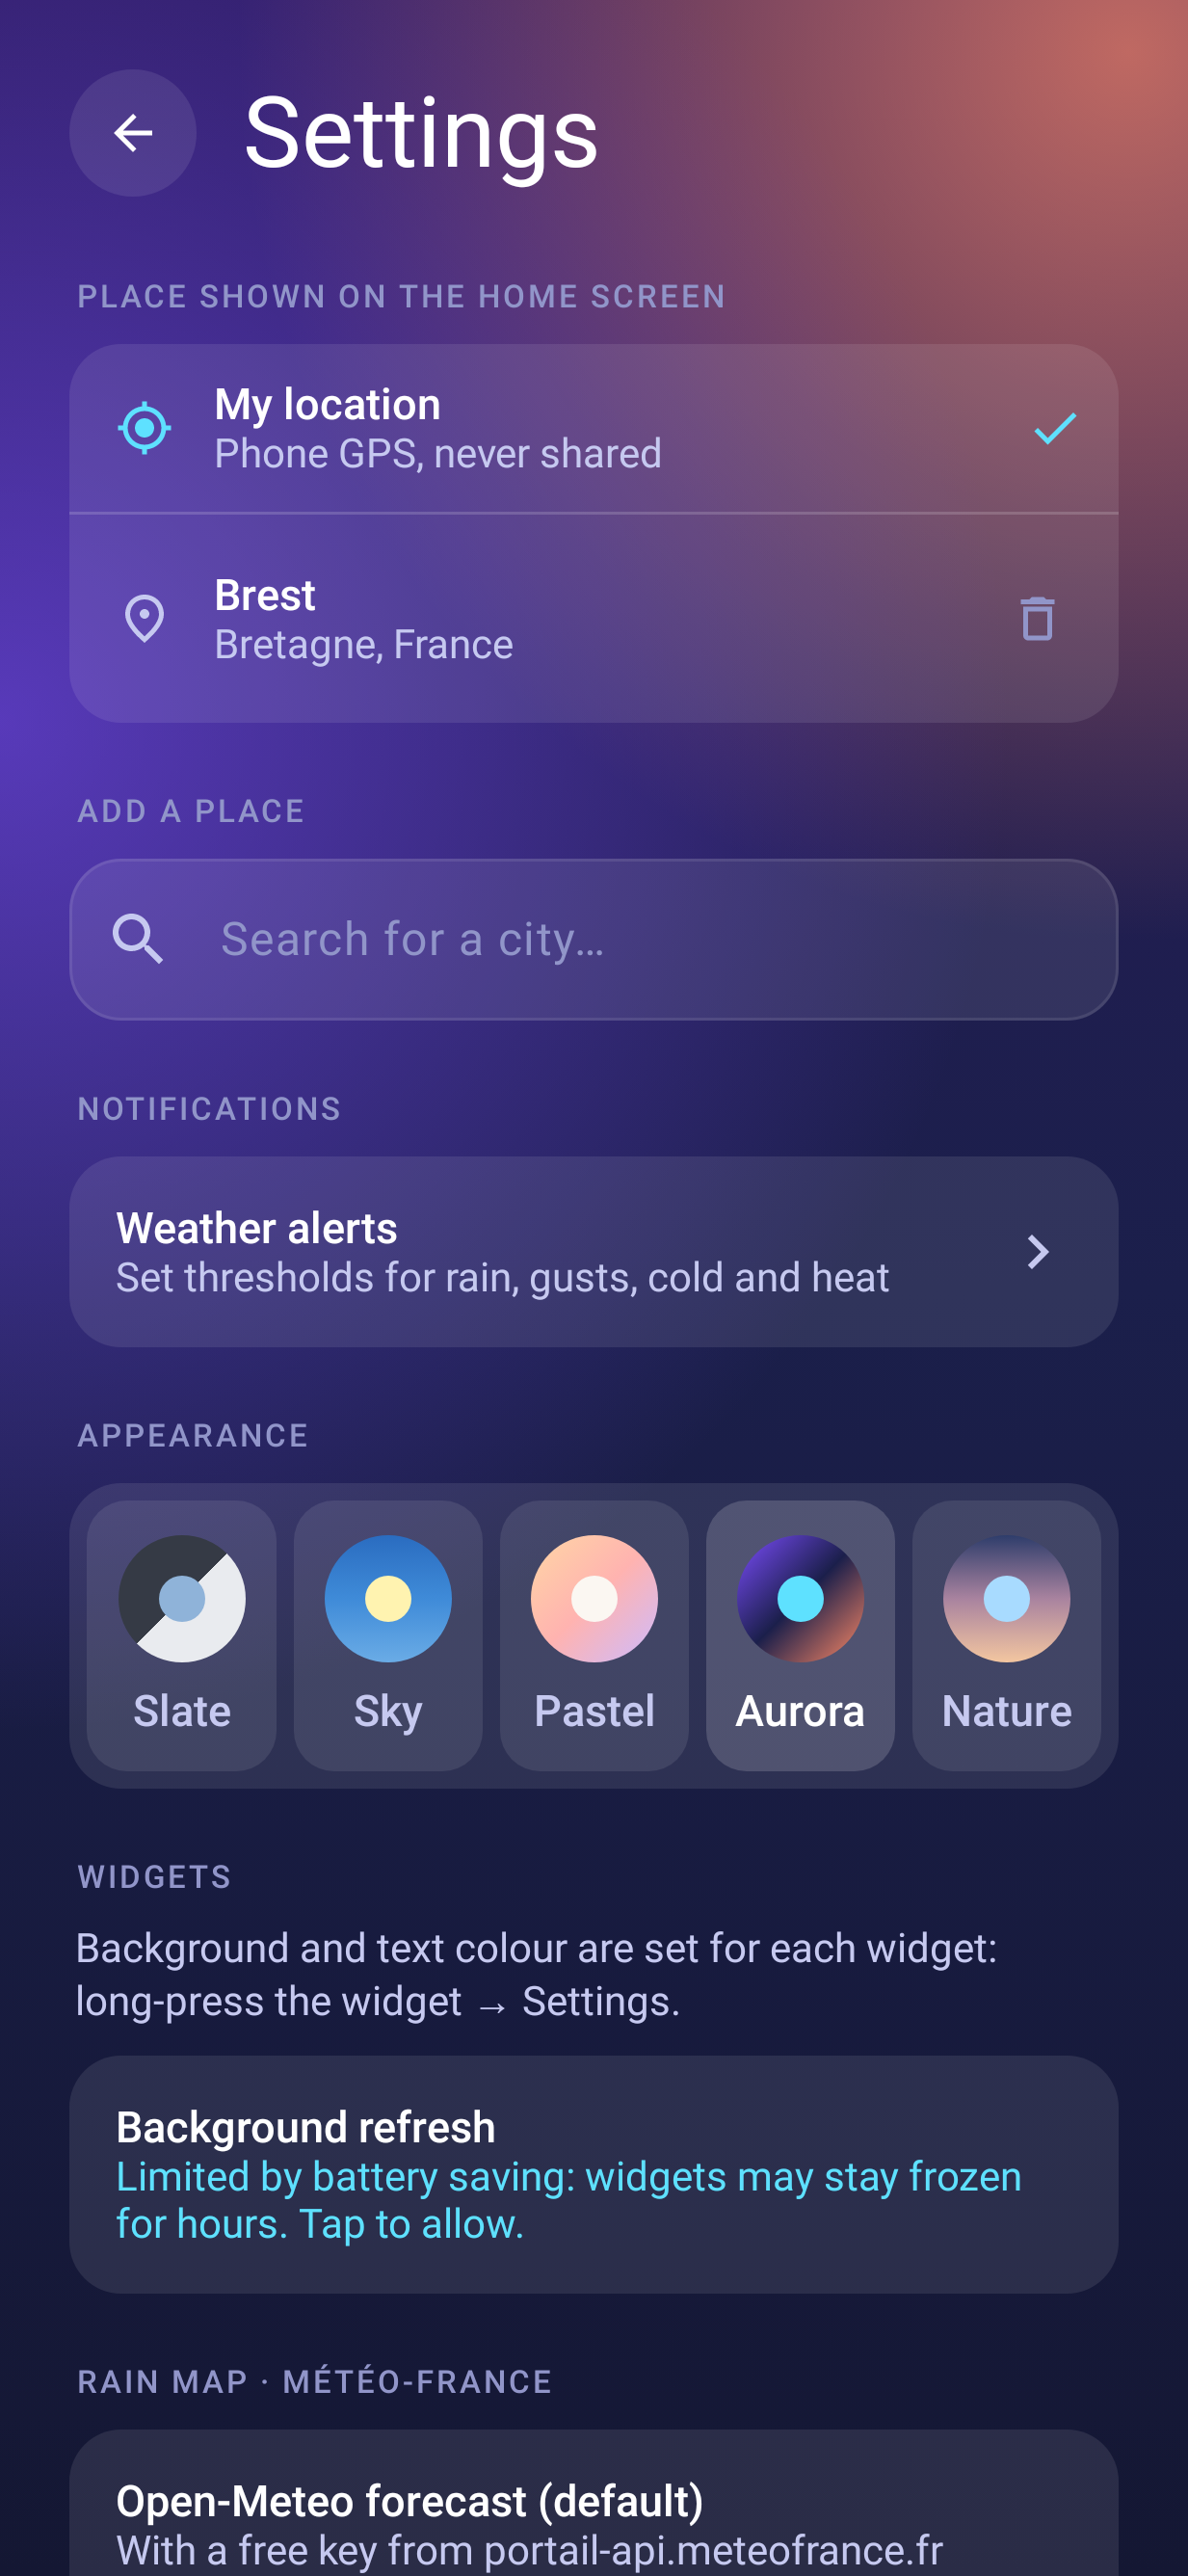 Settings
PLACE SHOWN ON THE HOME SCREEN
My location
Phone GPS, never shared
Brest
Bretagne, France
ADD A PLACE
Search for a city…
NOTIFICATIONS
Weather alerts
Set thresholds for rain, gusts, cold and heat
APPEARANCE
Slate
Sky
Pastel
Aurora
Nature
WIDGETS
Background and text colour are set for each widget:
long-press the widget → Settings.
Background refresh
Limited by battery saving: widgets may stay frozen
for hours. Tap to allow.
RAIN MAP · MÉTÉO-FRANCE
Open-Meteo forecast (default)
With a free key from portail-api.meteofrance.fr